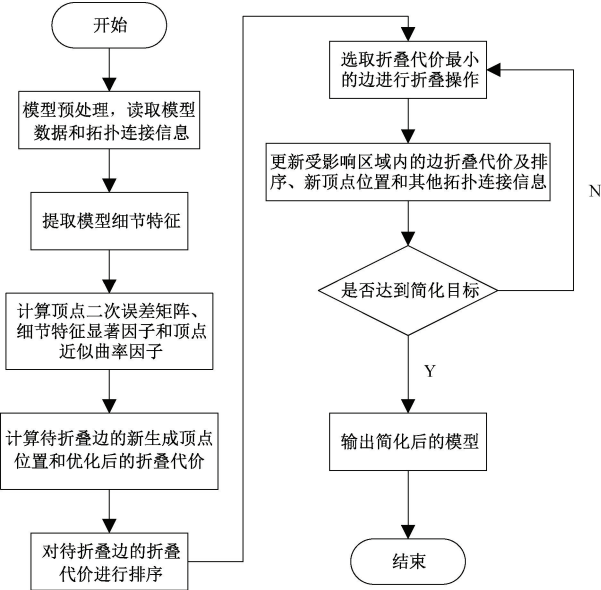 开始
模型预处理，读取模型
数据和拓扑连接信息
提取模型细节特征
计算顶点二次误差矩阵、
细节特征显著因子和顶点
近似曲率因子
计算待折叠边的新生成顶点
位置和优化后的折叠代价
对待折叠边的折叠
代价进行排序
选取折叠代价最小
的边进行折叠操作
更新受影响区域内的边折叠代价及排
序、新顶点位置和其他拓扑连接信息
N
是否达到简化目标
Y
输出简化后的模型
结束